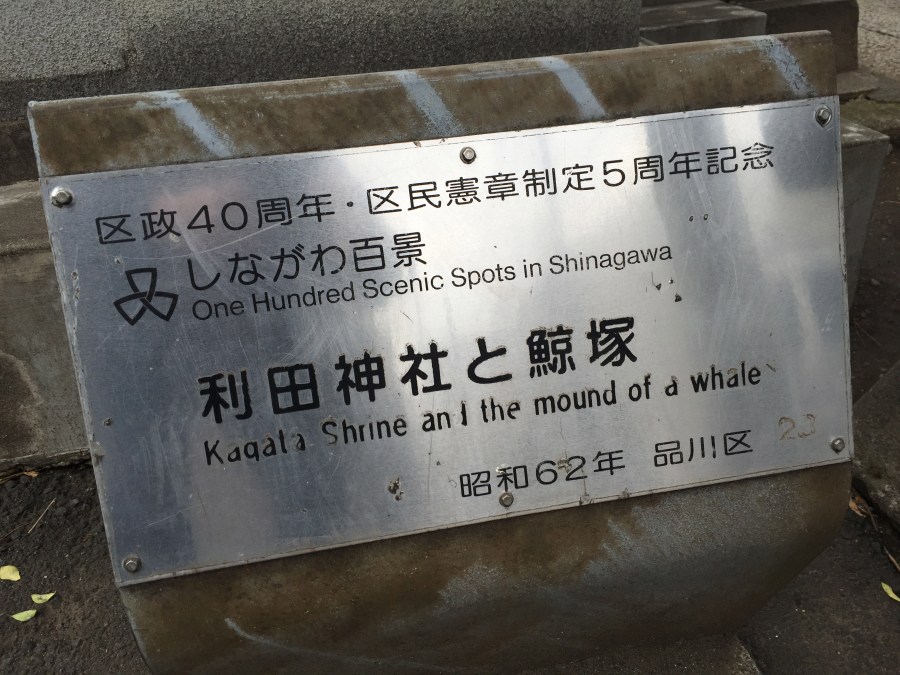 区政40周年・区民憲章制定5周年記念
しながわ百景
One Hundred Scenic Spots in Shinagawa
利田神社と鯨塚
Kagata Shrine and the mound of a whale
昭和62年 品川区